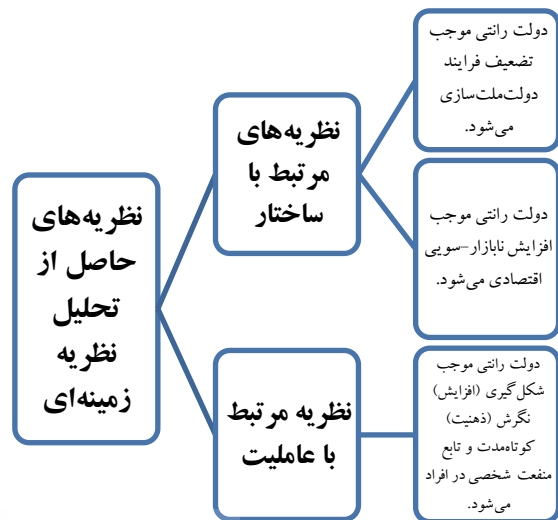 نظریه‌های
حاصل از
تحلیل
نظریه
زمینه‌ای
نظریه‌های
مرتبط با
ساختار
دولت رانتی موجب
تضعیف فرایند
دولت‌ملت‌سازی
می‌شود.
دولت رانتی موجب
افزایش نابازار-سویی
اقتصادی می‌شود.
نظریه مرتبط
با عاملیت
دولت رانتی موجب
شکل‌گیری (افزایش)
نگرش (ذهنیت)
کوتاه‌مدت و تابع
منفعت شخصی در افراد
می‌شود.